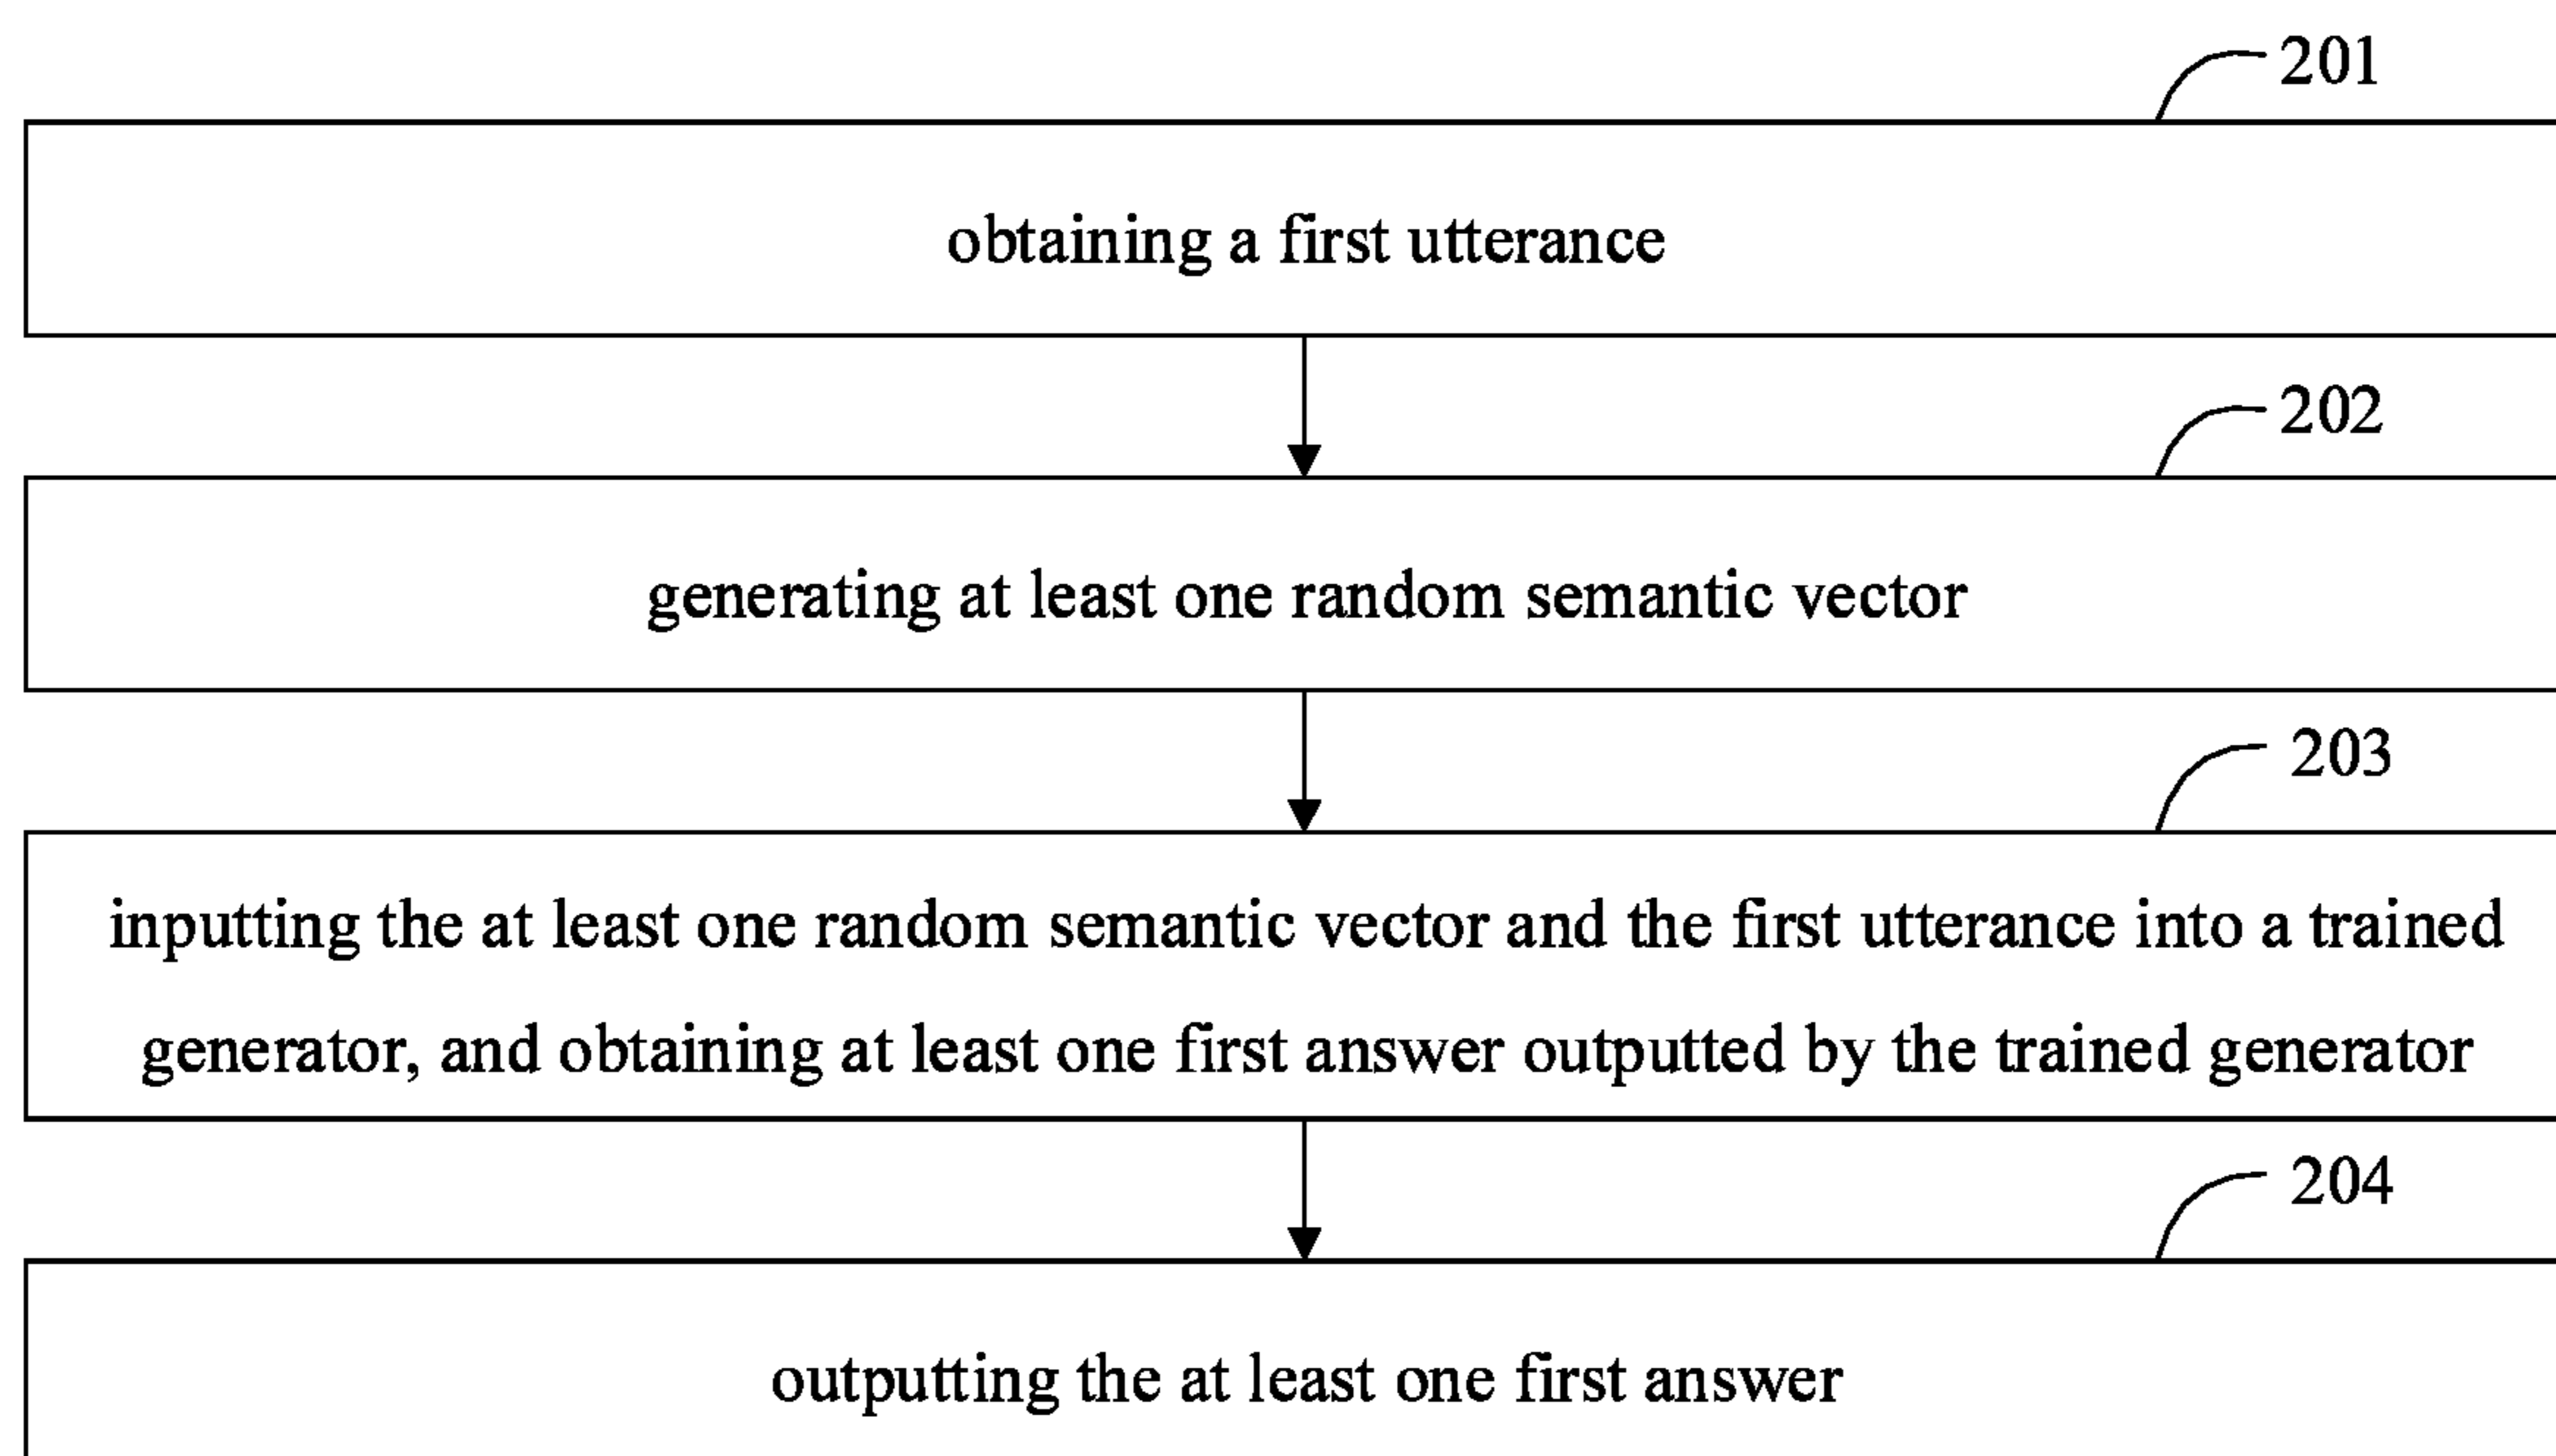 201
obtaining a first utterance
202
generating at least one random semantic vector
203
inputting the at least one random semantic vector and the first utterance into a trained
generator, and obtaining at least one first answer outputted by the trained generator
204
outputting the at least one first answer